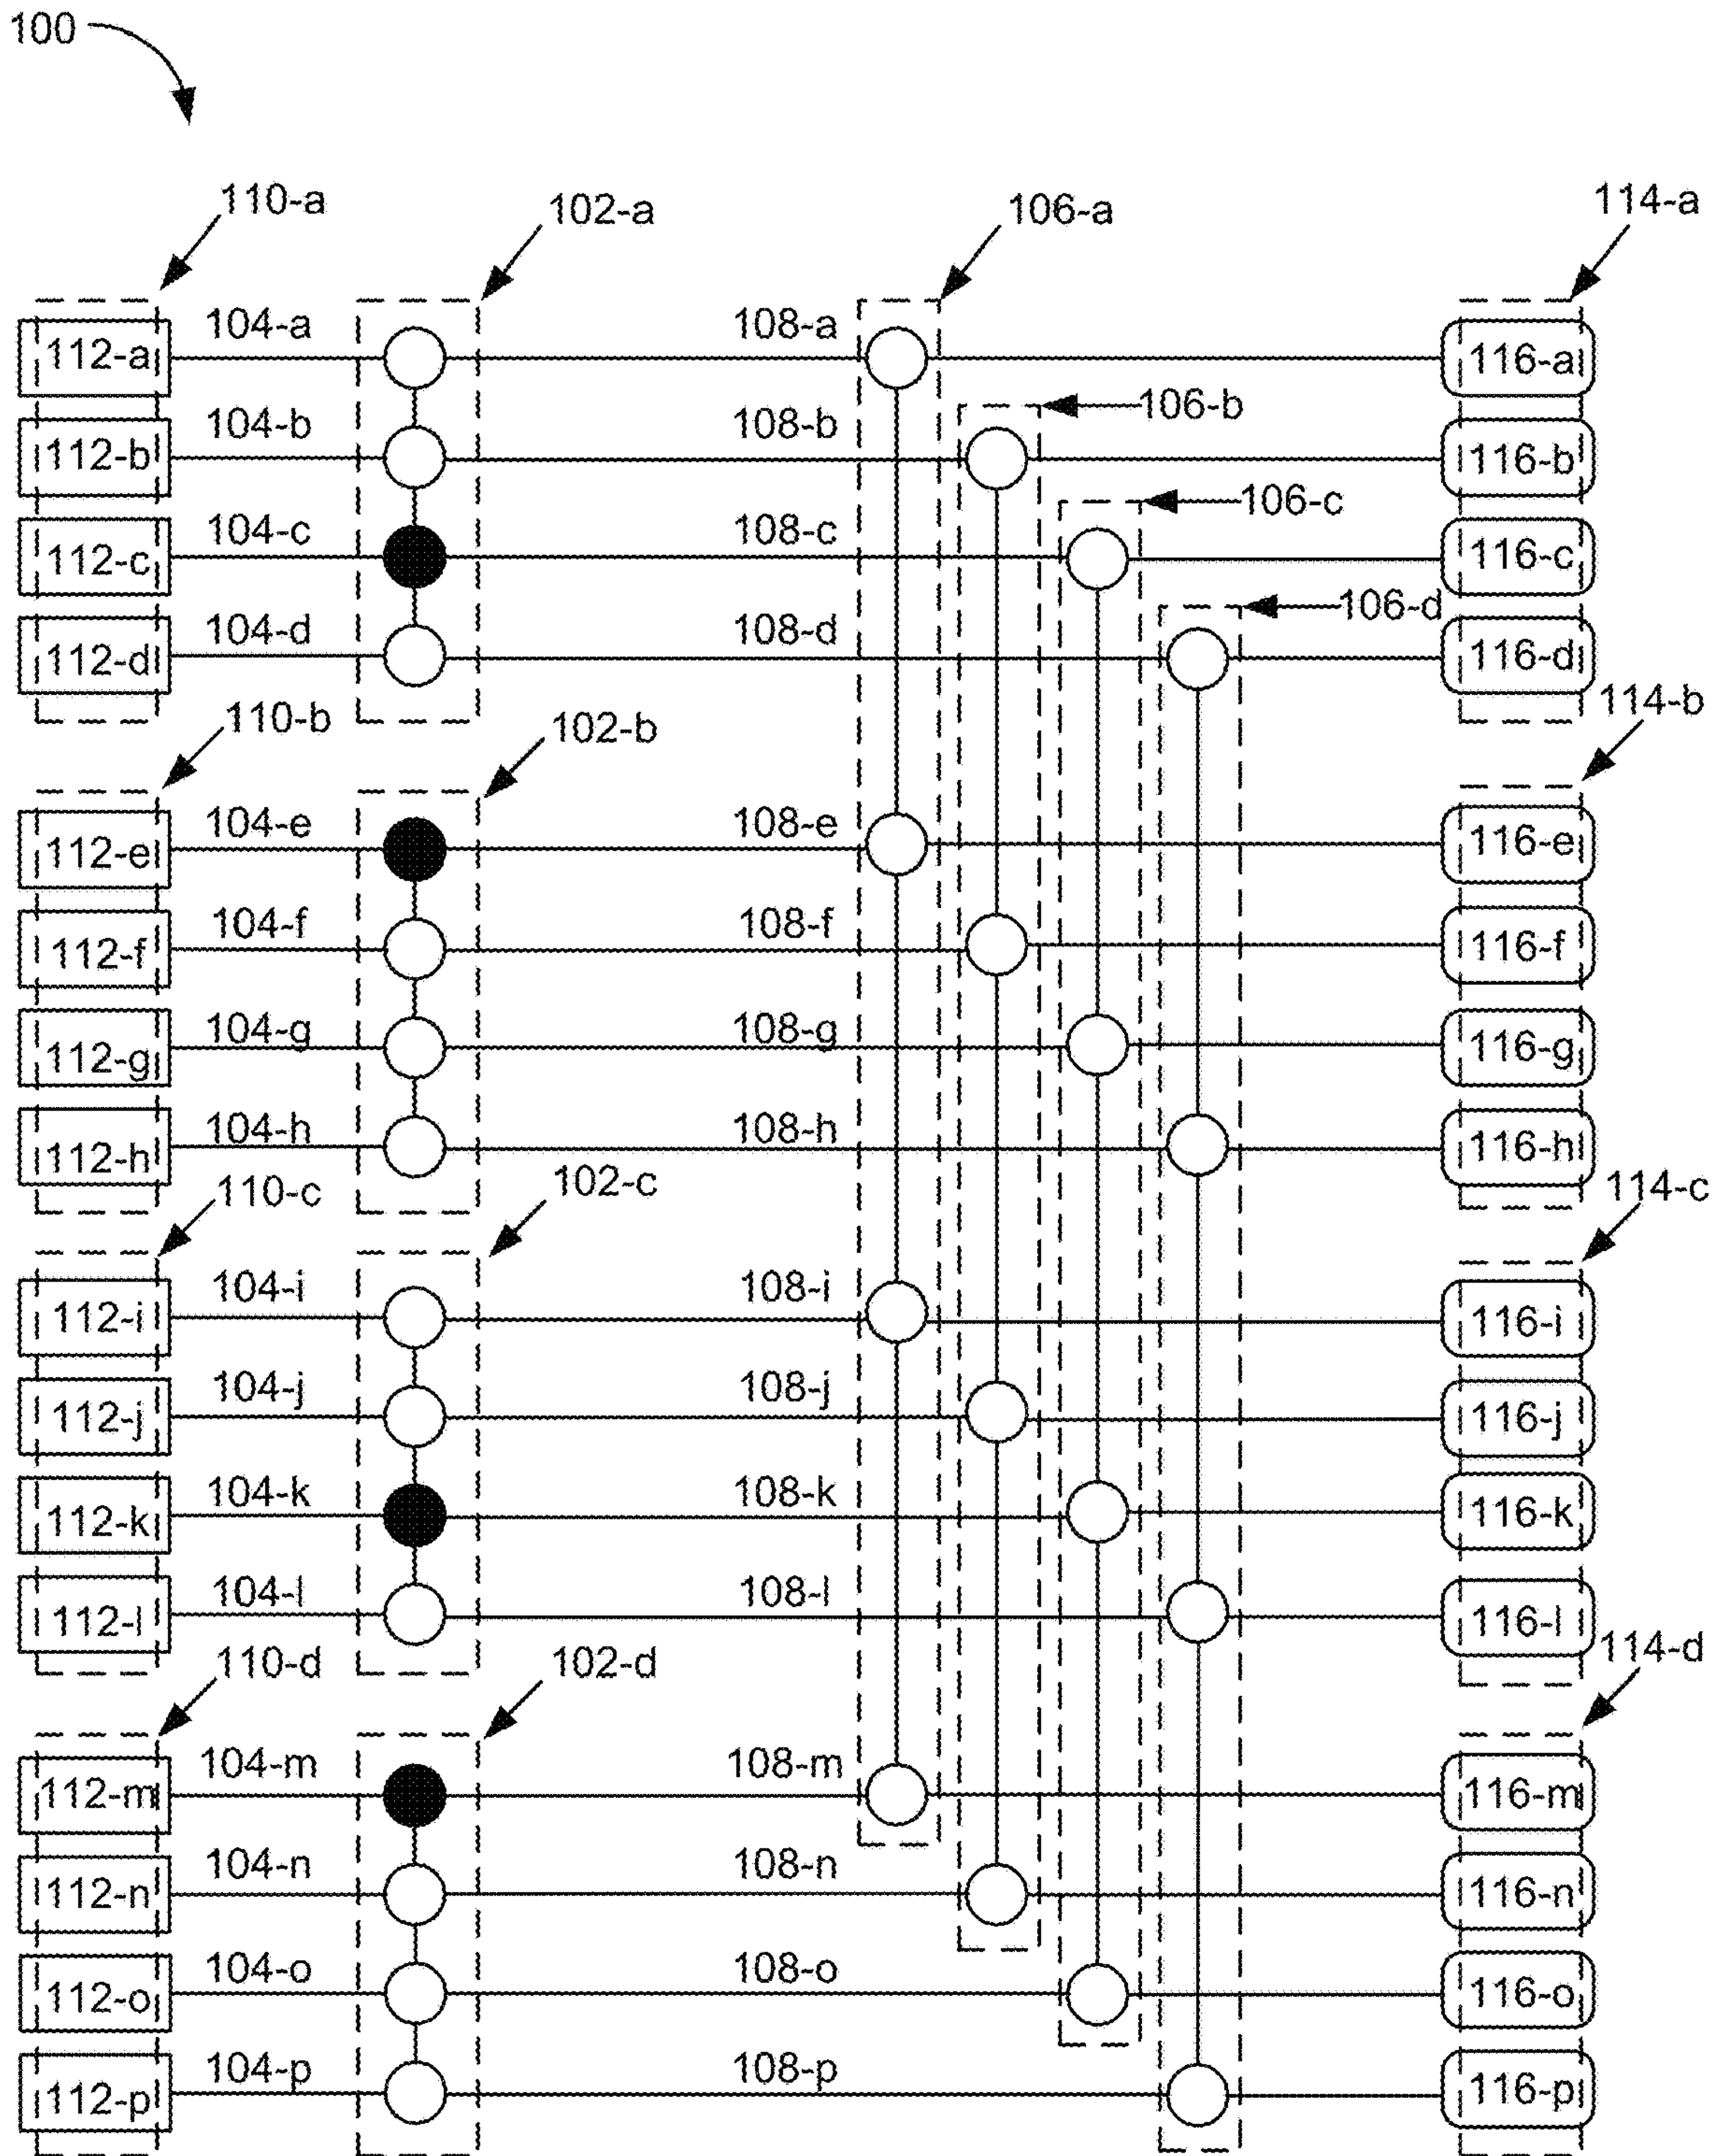 100
110-a 102-a 106-a 114-a
112-a 104-a 108-a 116-a
106-b
112-b 104-b 108-b 116-b
106-c
112-c 104-c 108-c 116-c
106-d
112-d 104-d 108-d 116-d
110-b 102-b 114-b
112-e 104-e 108-e 116-e
112-f 104-f 108-f 116-f
112-g 104-g 108-g 116-g
112-h 104-h 108-h 116-h
110-c 102-c 114-c
112-i 104-i 108-i 116-i
112-j 104-j 108-j 116-j
112-k 104-k 108-k 116-k
112-l 104-l 108-l 116-l
110-d 102-d 114-d
112-m 104-m 108-m 116-m
112-n 104-n 108-n 116-n
112-o 104-o 108-o 116-o
112-p 104-p 108-p 116-p